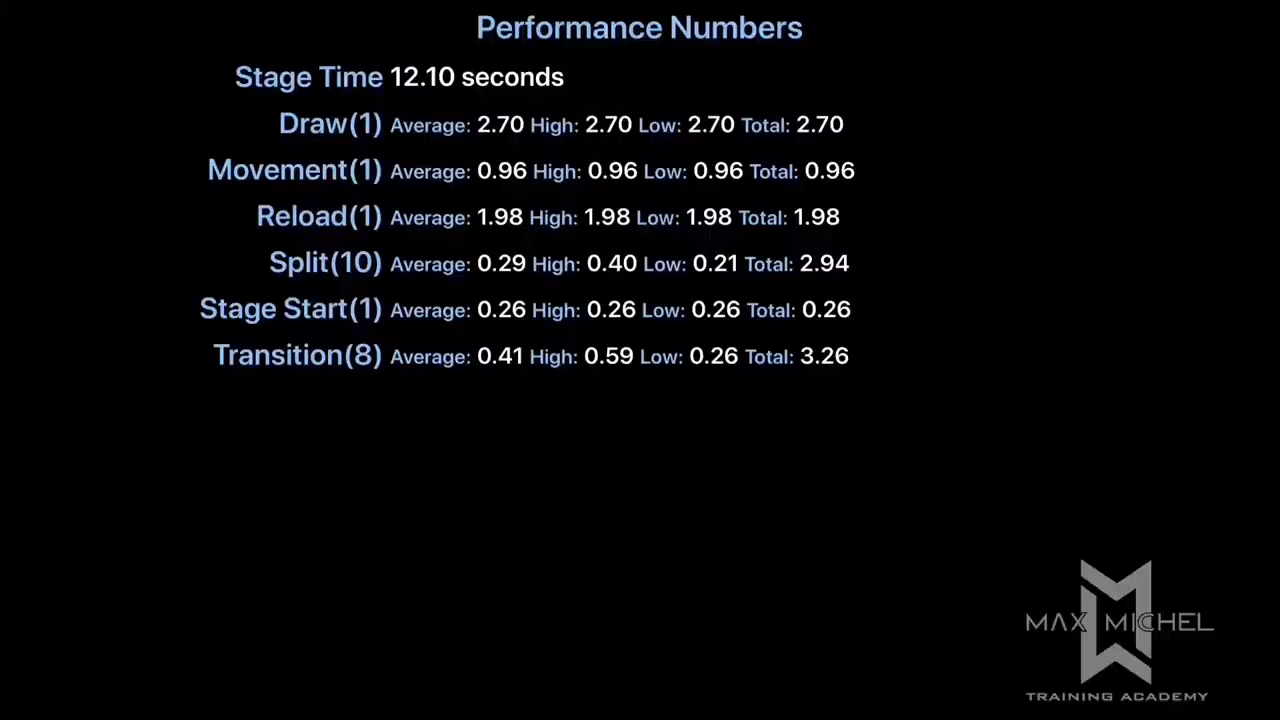 Performance Numbers
Stage Time 12.10 seconds
Draw(1) Average: 2.70 High: 2.70 Low: 2.70 Total: 2.70
Movement(1) Average: 0.96 High: 0.96 Low: 0.96 Total: 0.96
Reload(1) Average: 1.98 High: 1.98 Low: 1.98 Total: 1.98
Split(10) Average: 0.29 High: 0.40 Low: 0.21 Total: 2.94
Stage Start(1) Average: 0.26 High: 0.26 Low: 0.26 Total: 0.26
Transition(8) Average: 0.41 High: 0.59 Low: 0.26 Total: 3.26
MAX MICHEL
TRAINING ACADEMY